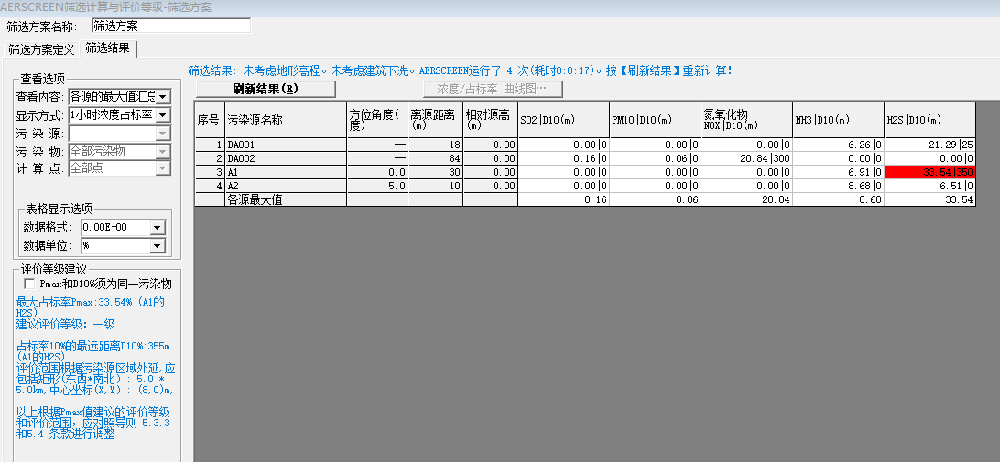 AERSCREEN筛选计算与评价等级-筛选方案
筛选方案名称: 筛选方案
筛选方案定义 筛选结果
查看选项
查看内容: 各源的最大值汇总
显示方式: 1小时浓度占标率
污 染 源:
污 染 物: 全部污染物
计 算 点: 全部点
表格显示选项
数据格式: 0.00E+00
数据单位: %
评价等级建议
Pmax和D10%须为同一污染物
最大占标率Pmax:33.54% (A1的
H2S)
建议评价等级: 一级
占标率10%的最远距离D10%:355m
(A1的H2S)
评价范围根据污染源区域外延,应
包括矩形(东西*南北): 5.0 *
5.0km,中心坐标(X,Y): (8,0)m,
以上根据Pmax值建议的评价等级
和评价范围，应对照导则 5.3.3
和5.4 条款进行调整
筛选结果: 未考虑地形高程。未考虑建筑下洗。AERSCREEN运行了 4 次(耗时0:0:17)。按【刷新结果】重新计算!
刷新结果(R) 浓度/占标率 曲线图…
序号 污染源名称 方位角度(度) 离源距离(m) 相对源高(m) SO2|D10(m) PM10|D10(m) 氮氧化物NOX|D10(m) NH3|D10(m) H2S|D10(m)
1 DA001 — 18 0.00 0.00|0 0.00|0 0.00|0 6.26|0 21.29|25
2 DA002 — 84 0.00 0.16|0 0.06|0 20.84|300 0.00|0 0.00|0
3 A1 0.0 30 0.00 0.00|0 0.00|0 0.00|0 6.91|0 33.54|350
4 A2 5.0 10 0.00 0.00|0 0.00|0 0.00|0 8.68|0 6.51|0
各源最大值 — — — 0.16 0.06 20.84 8.68 33.54